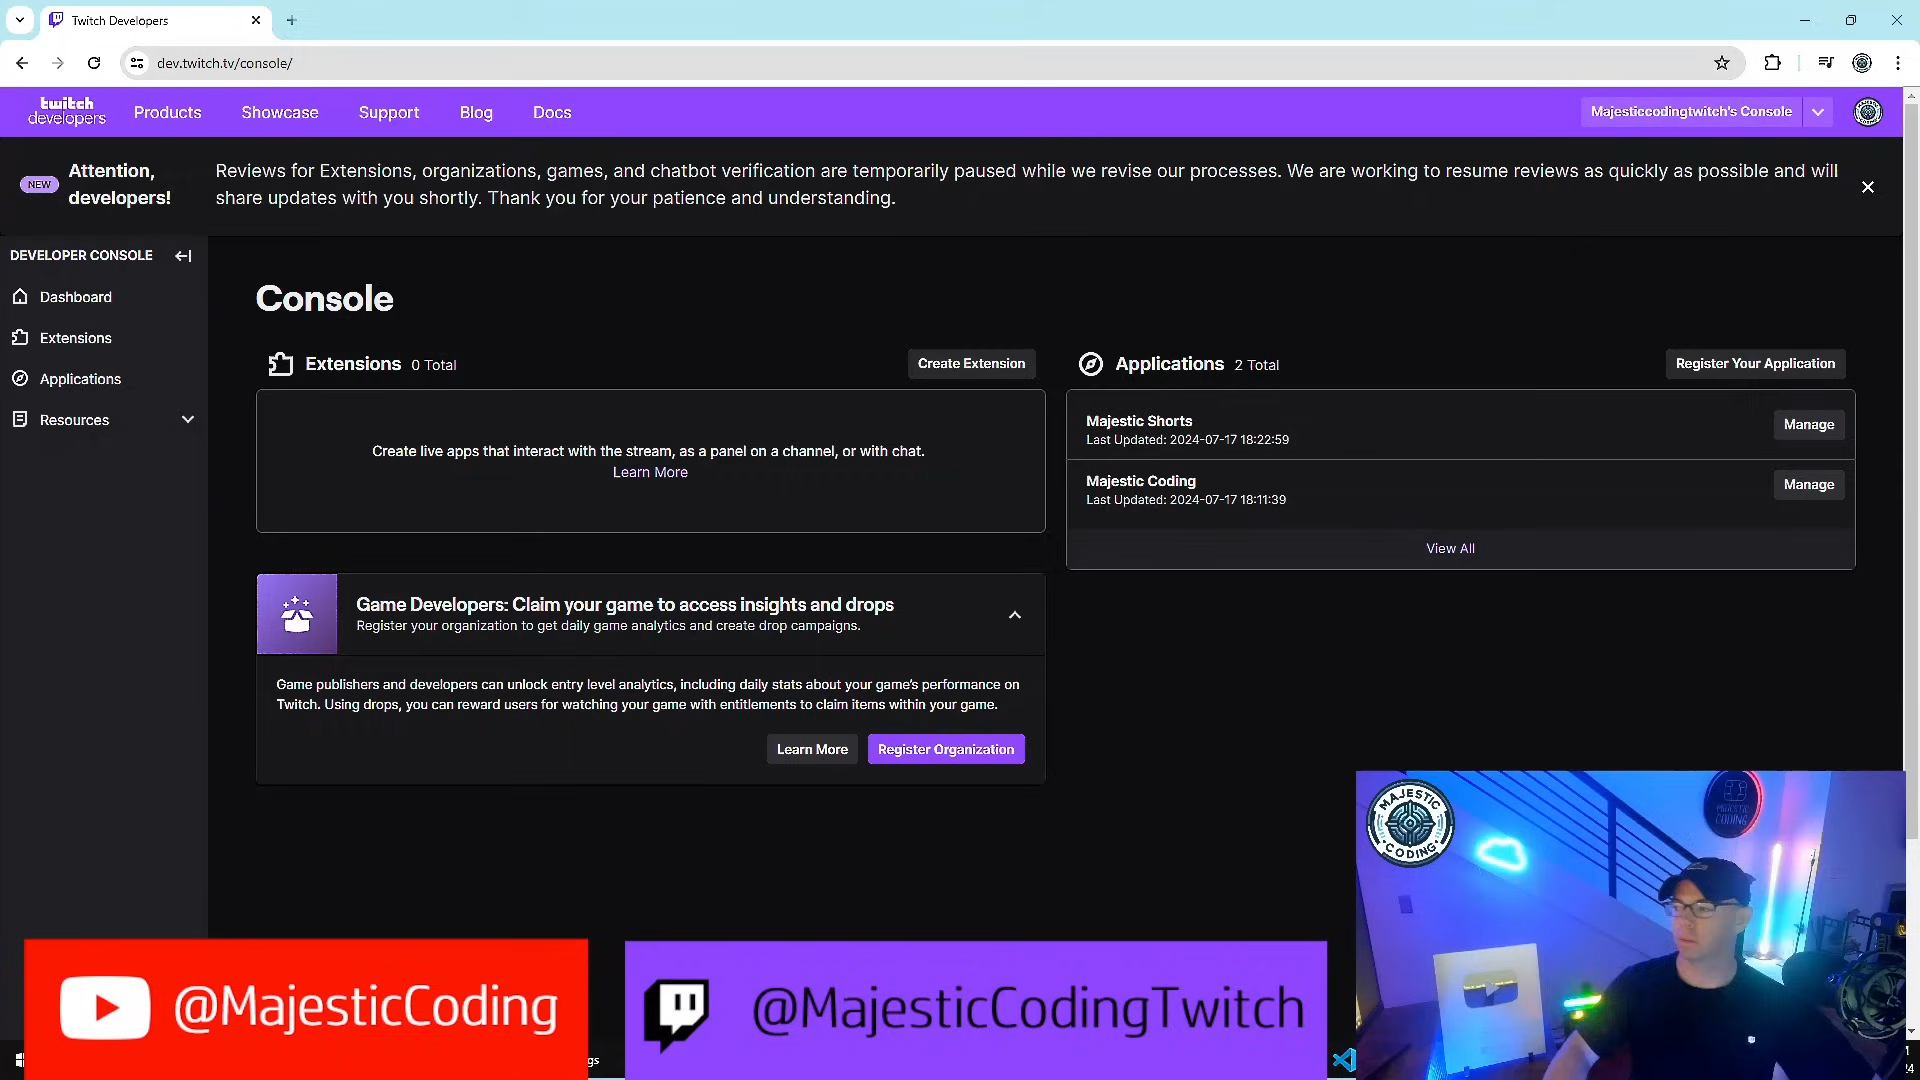 Twitch Developers
dev.twitch.tv/console/
twitch developers
Products
Showcase
Support
Blog
Docs
Majesticcodingtwitch's Console
NEW
Attention,
developers!
Reviews for Extensions, organizations, games, and chatbot verification are temporarily paused while we revise our processes. We are working to resume reviews as quickly as possible and will
share updates with you shortly. Thank you for your patience and understanding.
DEVELOPER CONSOLE
Dashboard
Extensions
Applications
Resources
Console
Extensions 0 Total
Create Extension
Create live apps that interact with the stream, as a panel on a channel, or with chat.
Learn More
Applications 2 Total
Register Your Application
Majestic Shorts
Last Updated: 2024-07-17 18:22:59
Manage
Majestic Coding
Last Updated: 2024-07-17 18:11:39
Manage
View All
Game Developers: Claim your game to access insights and drops
Register your organization to get daily game analytics and create drop campaigns.
Game publishers and developers can unlock entry level analytics, including daily stats about your game's performance on
Twitch. Using drops, you can reward users for watching your game with entitlements to claim items within your game.
Learn More
Register Organization
MAJESTIC
CODING
MAJESTIC
CODING
@MajesticCoding
@MajesticCodingTwitch